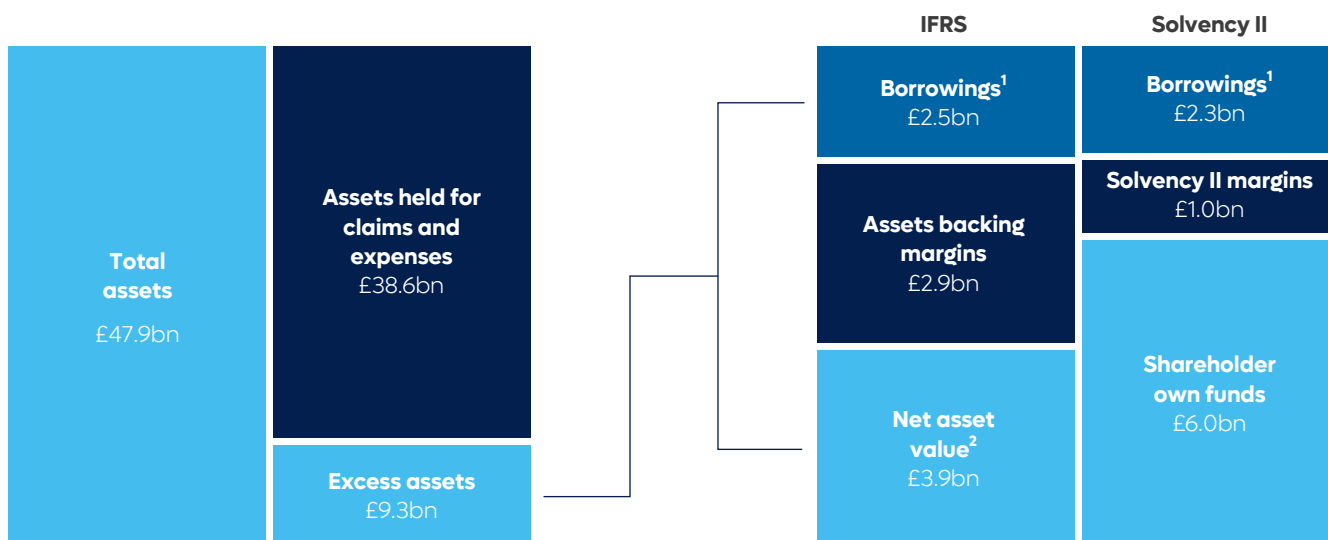 IFRS
Solvency II
Total
assets
£47.9bn
Assets held for
claims and
expenses
£38.6bn
Excess assets
£9.3bn
Borrowings¹
£2.5bn
Assets backing
margins
£2.9bn
Net asset
value²
£3.9bn
Borrowings¹
£2.3bn
Solvency II margins
£1.0bn
Shareholder
own funds
£6.0bn